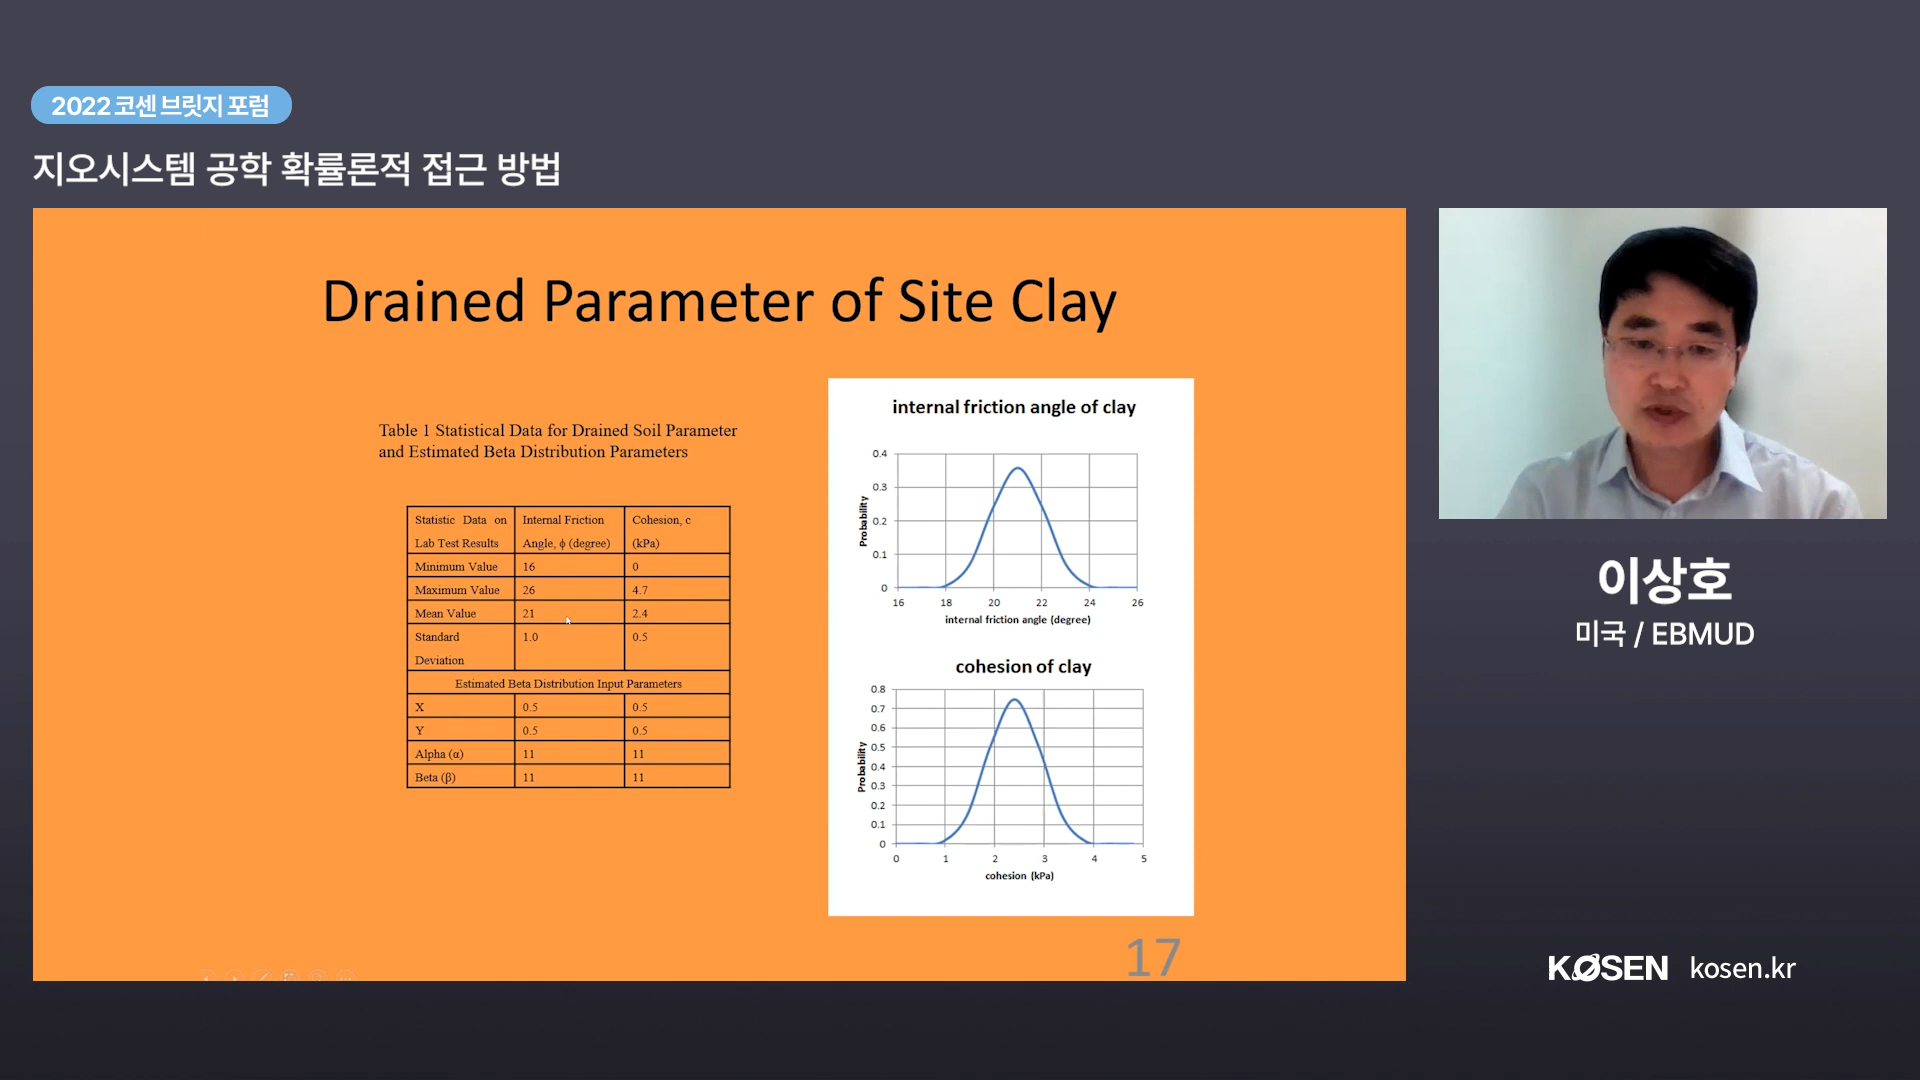 2022 코센 브릿지 포럼
지오시스템 공학 확률론적 접근 방법
Drained Parameter of Site Clay
Table 1 Statistical Data for Drained Soil Parameter
and Estimated Beta Distribution Parameters
Statistic Data on Lab Test Results Internal Friction Angle, ϕ (degree) Cohesion, c (kPa)
Minimum Value 16 0
Maximum Value 26 4.7
Mean Value 21 2.4
Standard Deviation 1.0 0.5
Estimated Beta Distribution Input Parameters
X 0.5 0.5
Y 0.5 0.5
Alpha (α) 11 11
Beta (β) 11 11
internal friction angle of clay
Probability
0.4
0.3
0.2
0.1
0
16 18 20 22 24 26
internal friction angle (degree)
cohesion of clay
Probability
0.8
0.7
0.6
0.5
0.4
0.3
0.2
0.1
0
0 1 2 3 4 5
cohesion (kPa)
17
이상호
미국 / EBMUD
KOSEN kosen.kr